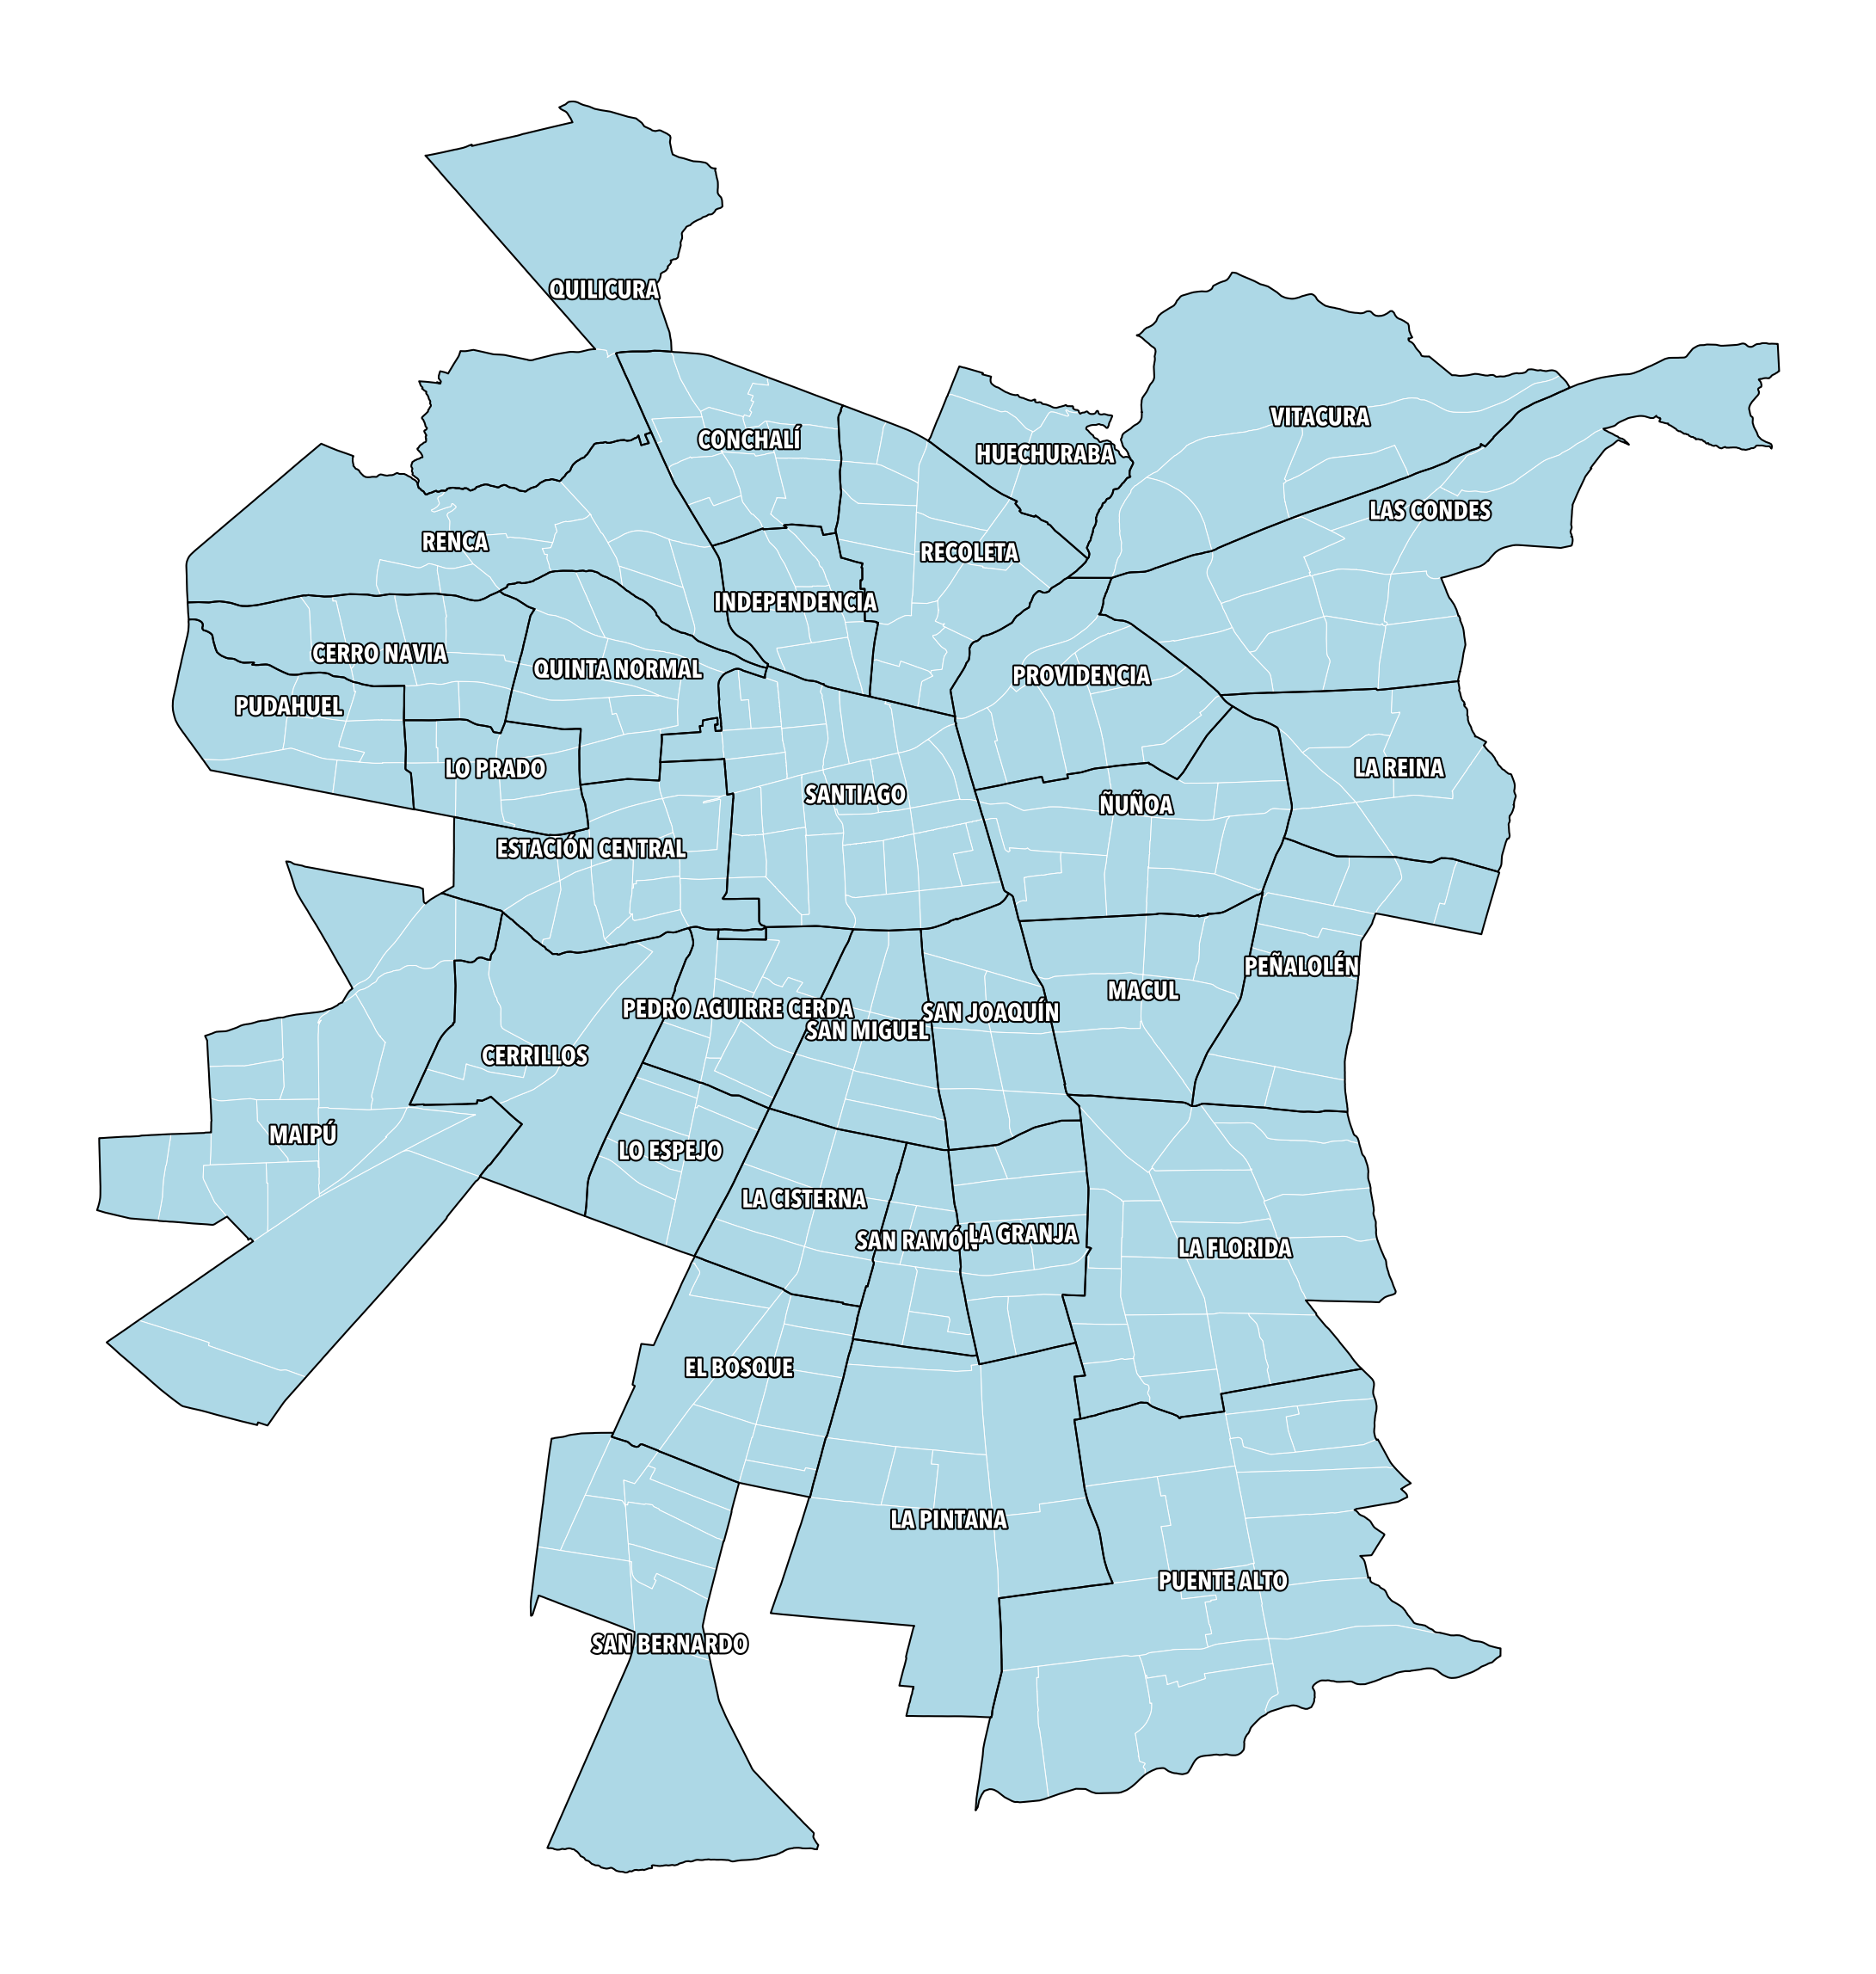 QUILICURA
VITACURA
CONCHALÍ
HUECHURABA
LAS CONDES
RENCA
RECOLETA
INDEPENDENCIA
CERRO NAVIA
QUINTA NORMAL
PROVIDENCIA
PUDAHUEL
LO PRADO
LA REINA
SANTIAGO
ÑUÑOA
ESTACIÓN CENTRAL
PEÑALOLÉN
MACUL
PEDRO AGUIRRE CERDA
SAN JOAQUÍN
SAN MIGUEL
CERRILLOS
MAIPÚ
LO ESPEJO
LA CISTERNA
SAN RAMÓN
LA GRANJA
LA FLORIDA
EL BOSQUE
LA PINTANA
PUENTE ALTO
SAN BERNARDO